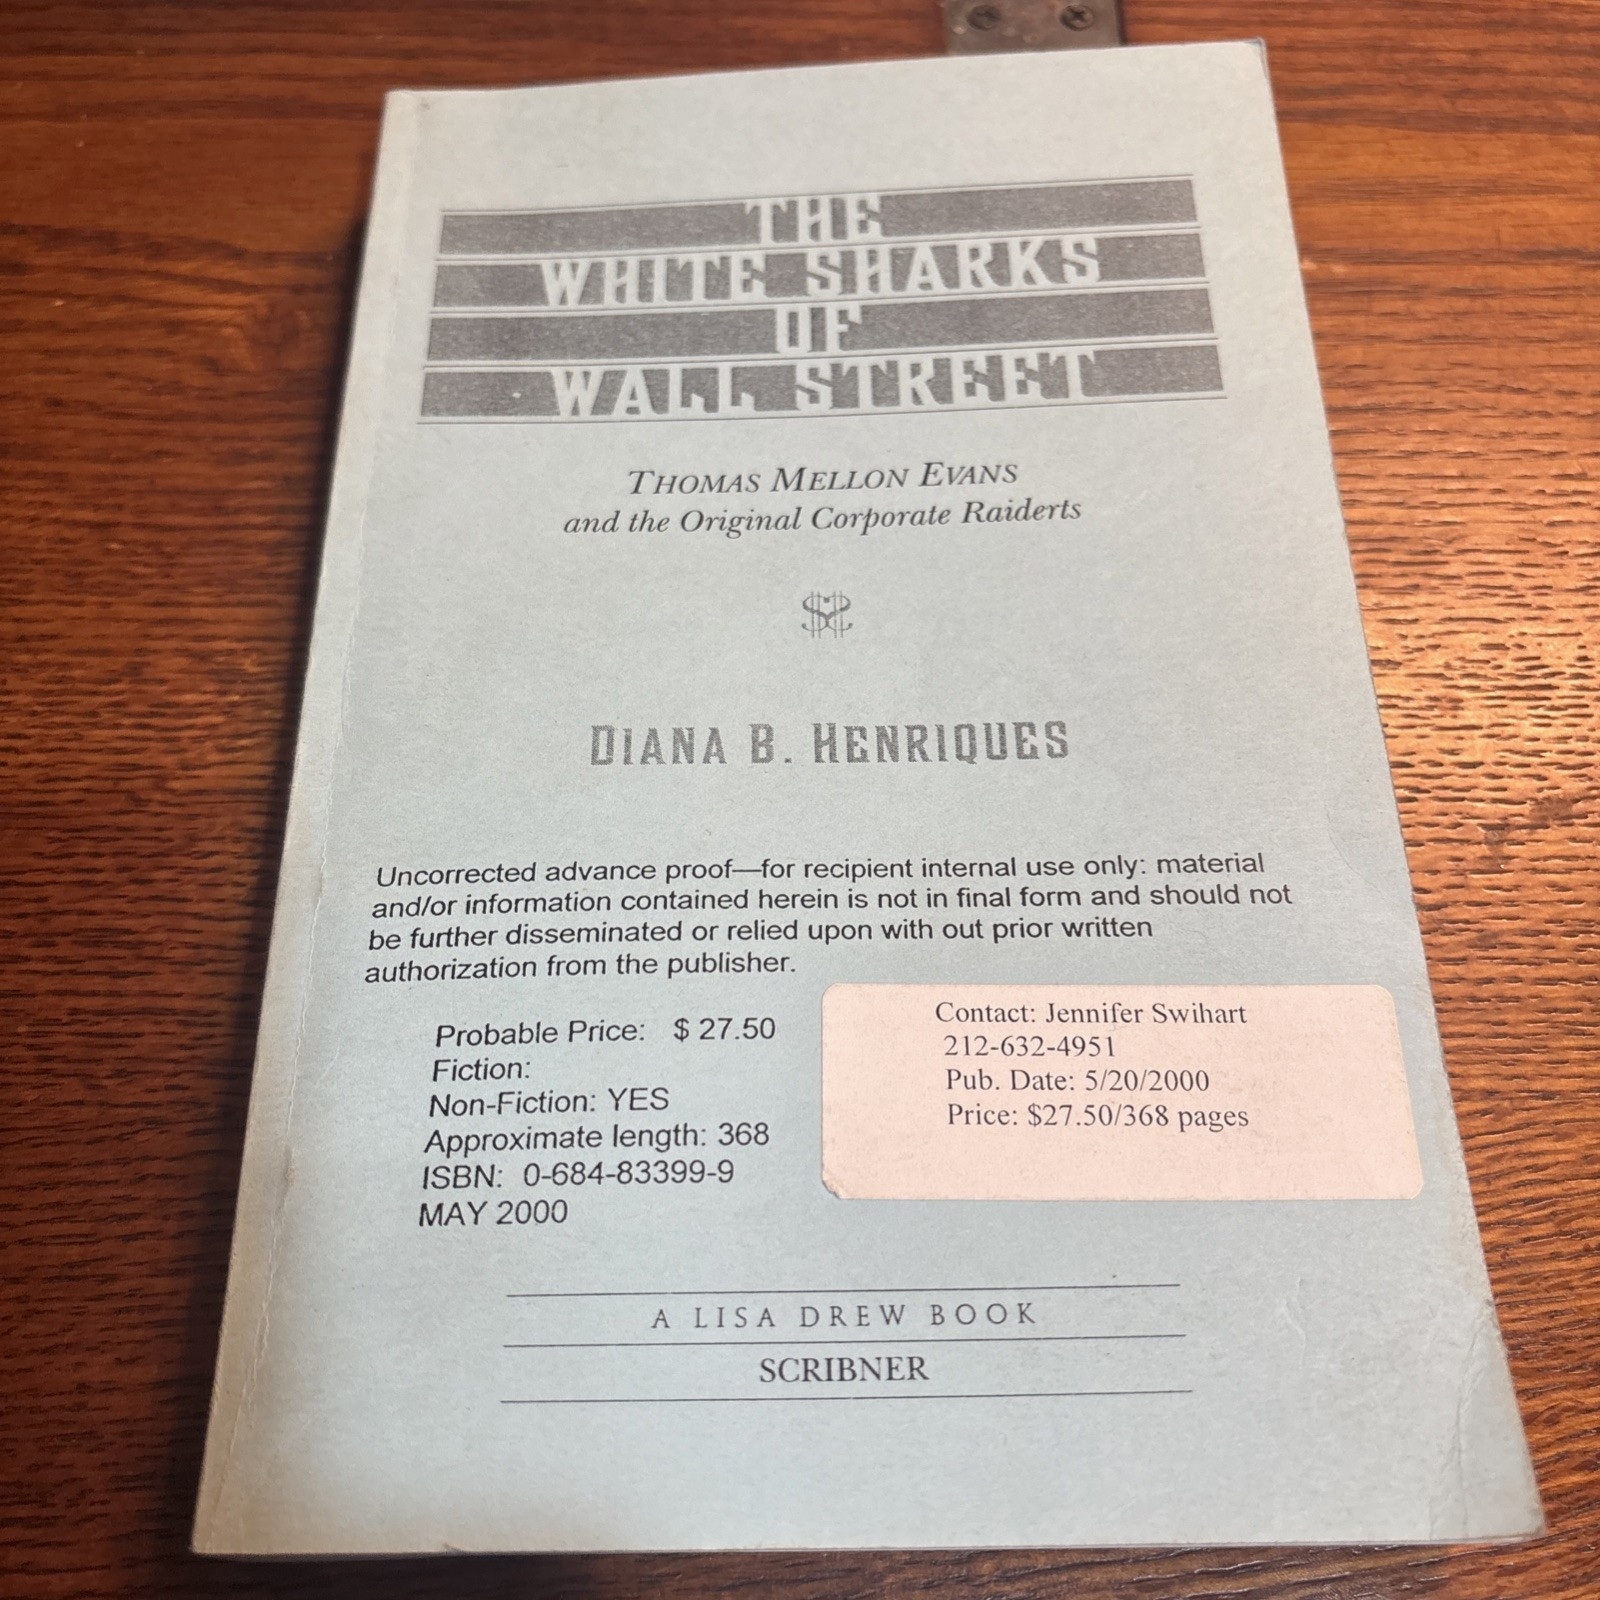 THE
WHITE SHARKS
OF
WALL STREET
THOMAS MELLON EVANS
and the Original Corporate Raiderts
DIANA B. HENRIQUES
Uncorrected advance proof—for recipient internal use only: material
and/or information contained herein is not in final form and should not
be further disseminated or relied upon with out prior written
authorization from the publisher.
Probable Price: $ 27.50
Fiction:
Non-Fiction: YES
Approximate length: 368
ISBN: 0-684-83399-9
MAY 2000
Contact: Jennifer Swihart
212-632-4951
Pub. Date: 5/20/2000
Price: $27.50/368 pages
A LISA DREW BOOK
SCRIBNER